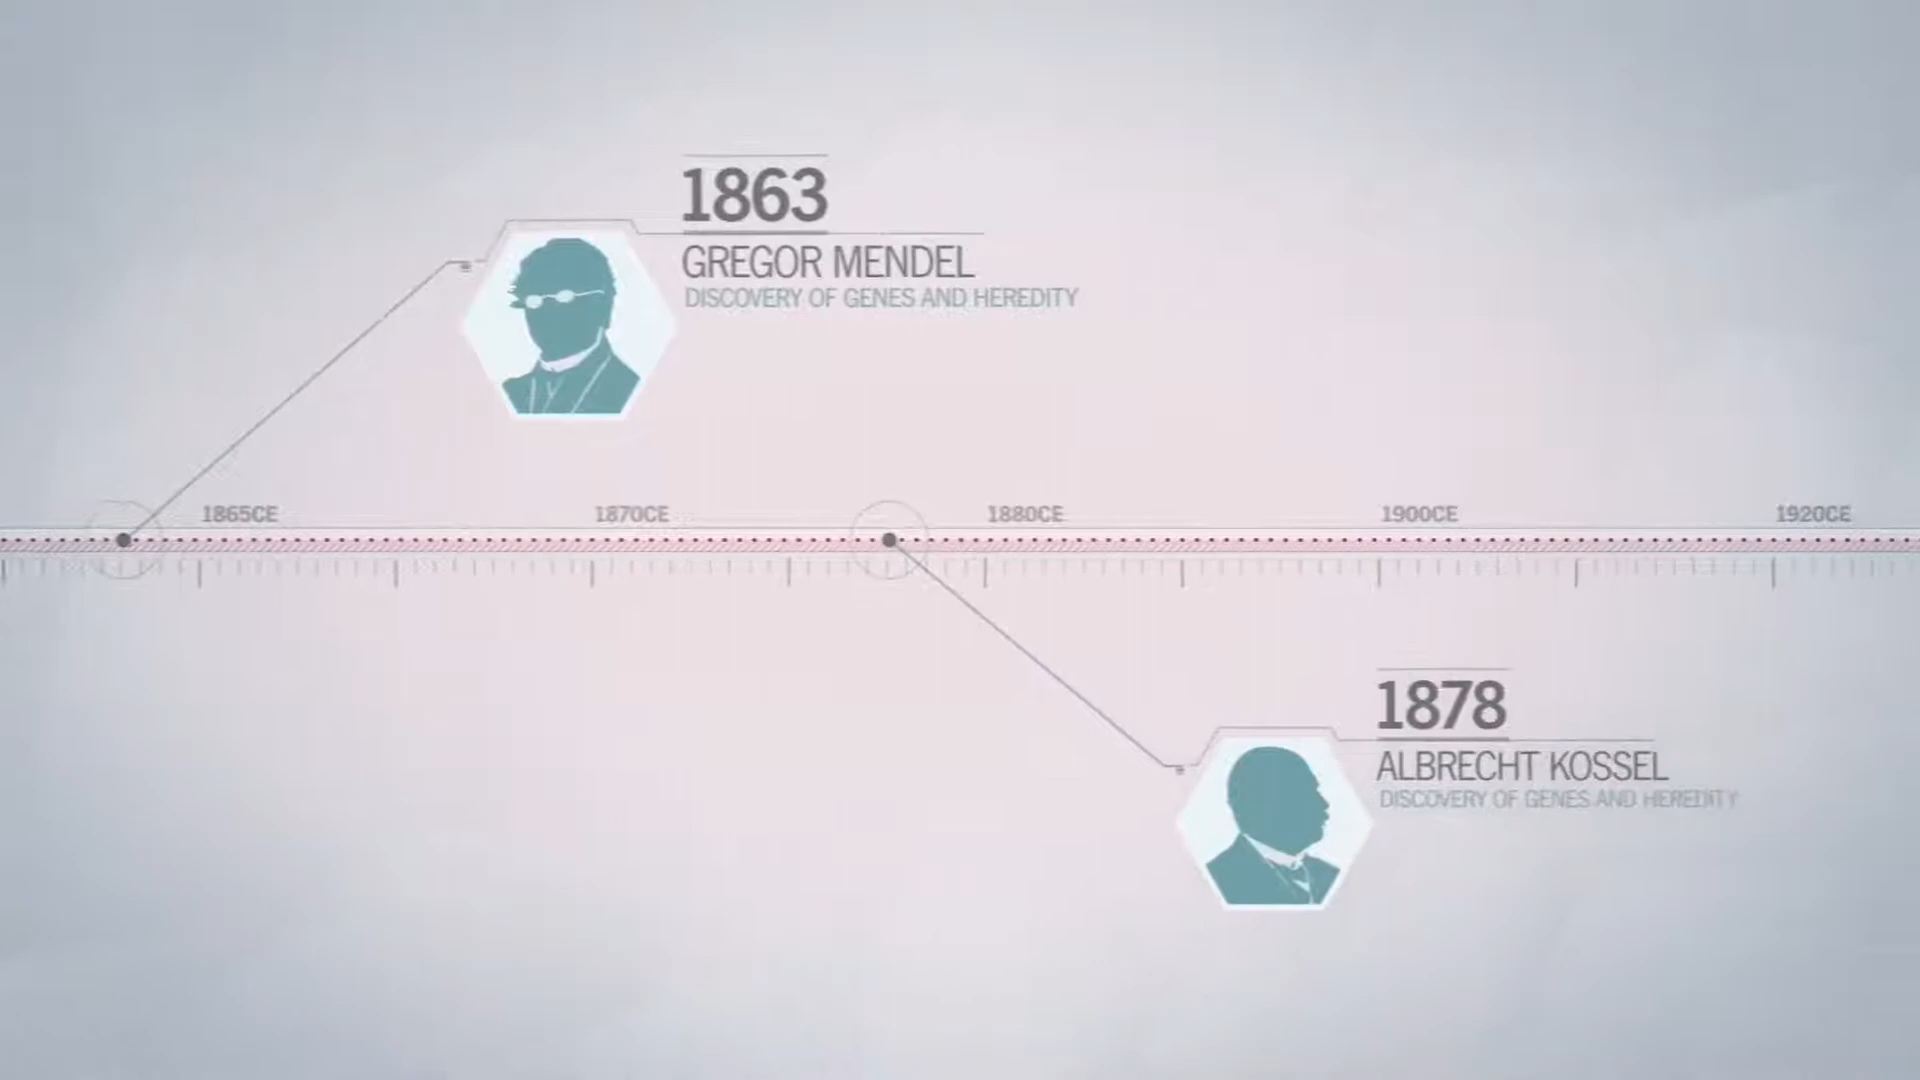 1863
GREGOR MENDEL
DISCOVERY OF GENES AND HEREDITY
1865CE
1870CE
1880CE
1900CE
1920CE
1878
ALBRECHT KOSSEL
DISCOVERY OF GENES AND HEREDITY